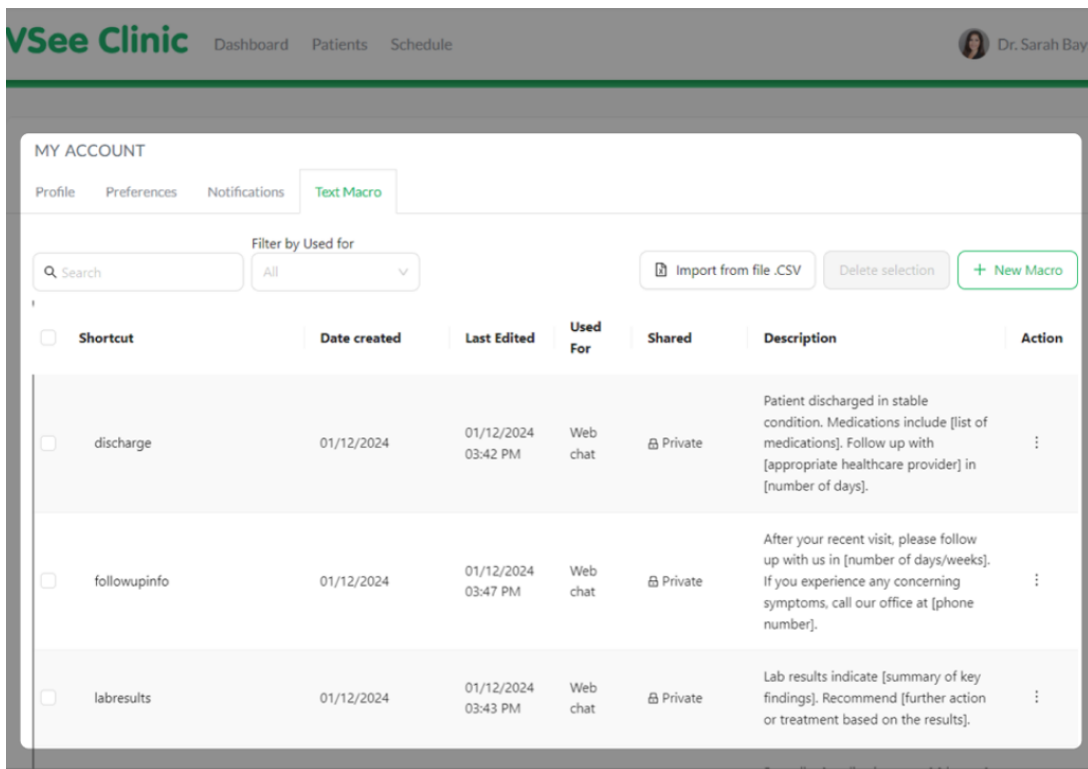 VSee Clinic Dashboard Patients Schedule Dr. Sarah Bay
MY ACCOUNT
Profile Preferences Notifications Text Macro
Filter by Used for
Search All Import from file .CSV Delete selection + New Macro
Shortcut Date created Last Edited Used For Shared Description Action
discharge 01/12/2024 01/12/2024 03:42 PM Web chat Private
Patient discharged in stable
condition. Medications include [list of
medications]. Follow up with
[appropriate healthcare provider] in
[number of days].
followupinfo 01/12/2024 01/12/2024 03:47 PM Web chat Private
After your recent visit, please follow
up with us in [number of days/weeks].
If you experience any concerning
symptoms, call our office at [phone
number].
labresults 01/12/2024 01/12/2024 03:43 PM Web chat Private
Lab results indicate [summary of key
findings]. Recommend [further action
or treatment based on the results].